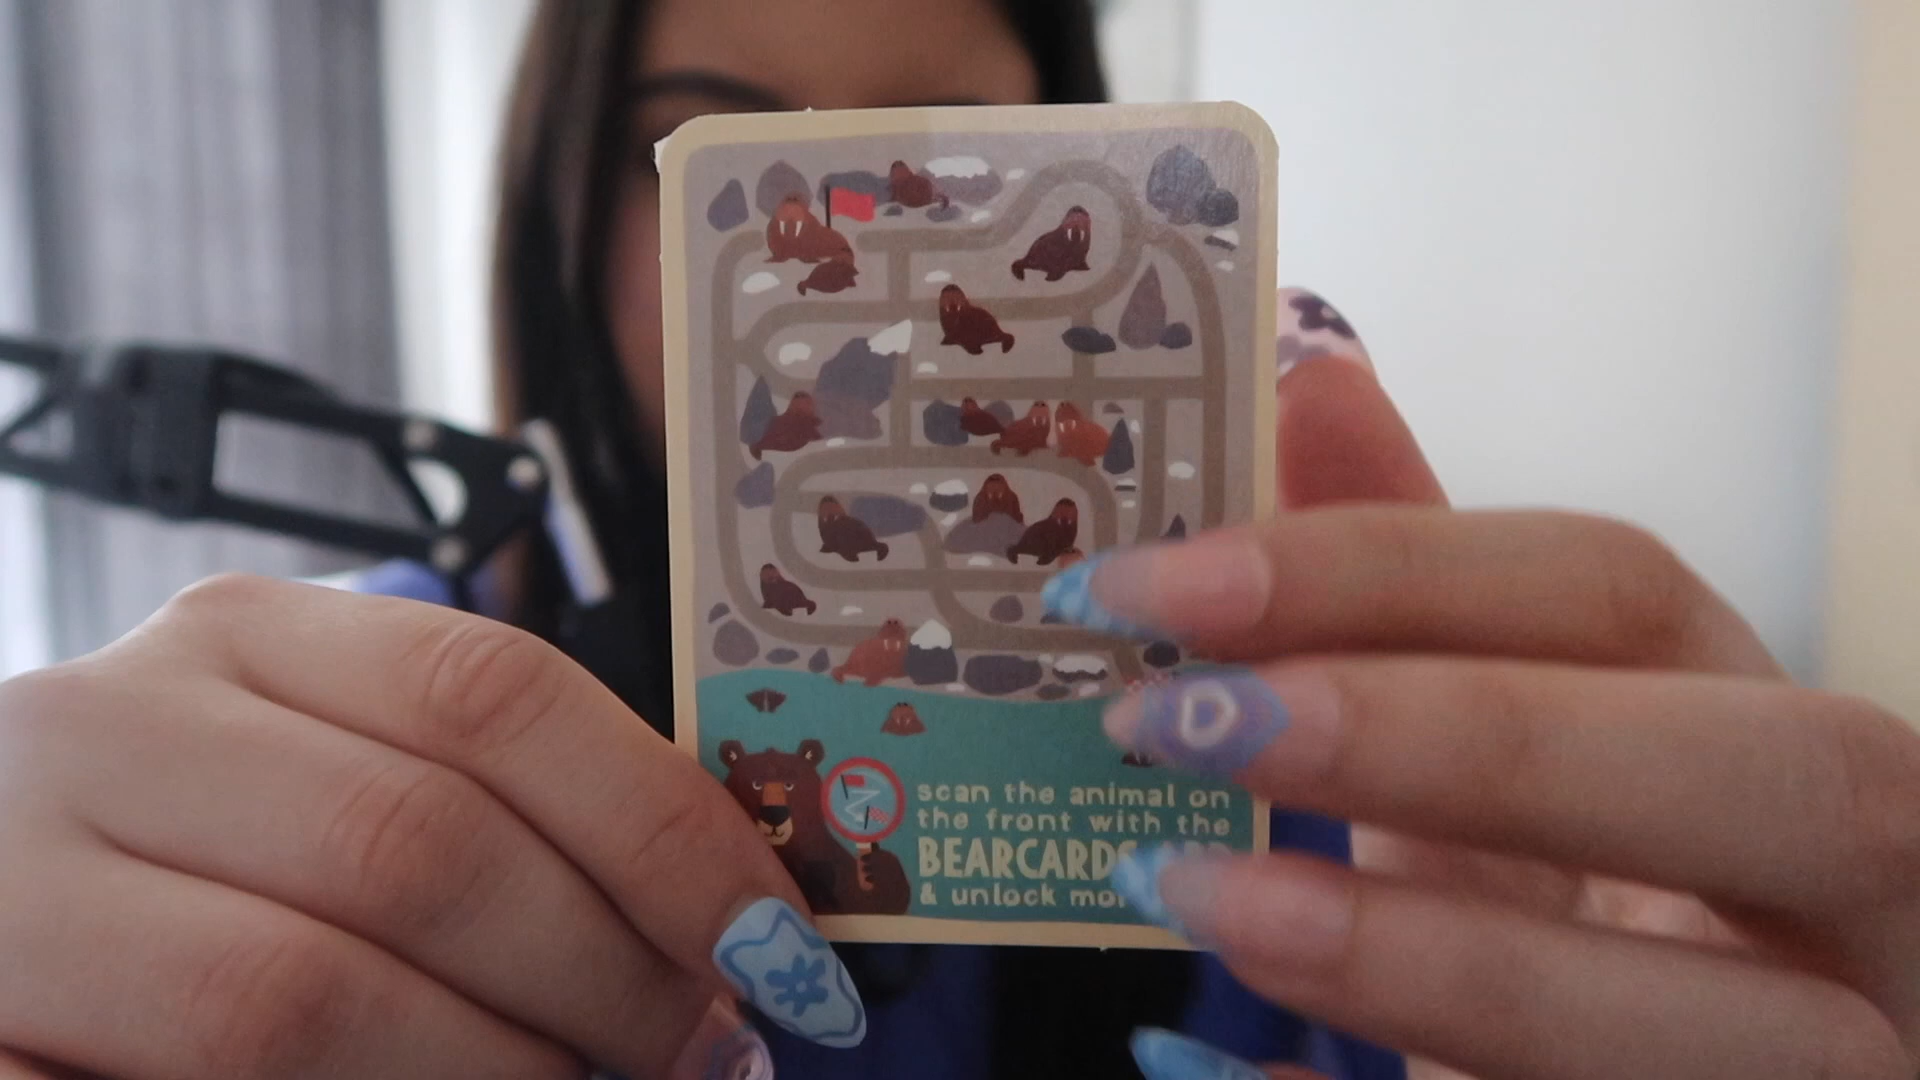 scan the animal on
the front with the
BEARCARDS
& unlock